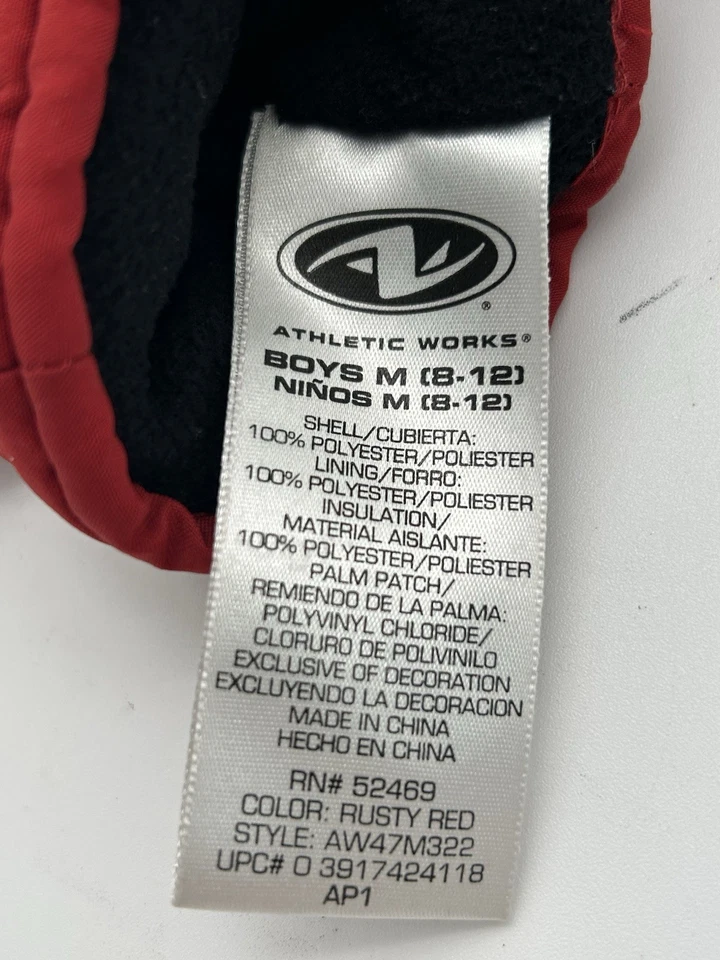 ATHLETIC WORKS®
BOYS M (8-12)
NIÑOS M (8-12)
SHELL/CUBIERTA:
100% POLYESTER/POLIESTER
LINING/FORRO:
100% POLYESTER/POLIESTER
INSULATION/
MATERIAL AISLANTE:
100% POLYESTER/POLIESTER
PALM PATCH/
REMIENDO DE LA PALMA:
POLYVINYL CHLORIDE/
CLORURO DE POLIVINILO
EXCLUSIVE OF DECORATION
EXCLUYENDO LA DECORACION
MADE IN CHINA
HECHO EN CHINA
RN# 52469
COLOR: RUSTY RED
STYLE: AW47M322
UPC# 0 3917424118
AP1